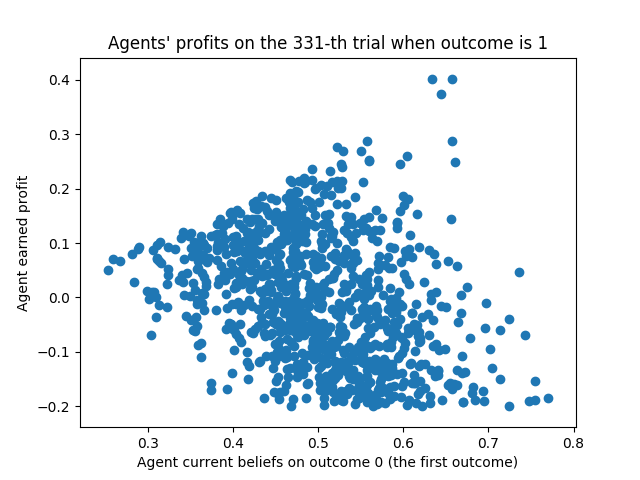 Agents' profits on the 331-th trial when outcome is 1
0.4
0.3
0.2
0.1
0.0
−0.1
−0.2
Agent earned profit
0.3 0.4 0.5 0.6 0.7 0.8
Agent current beliefs on outcome 0 (the first outcome)